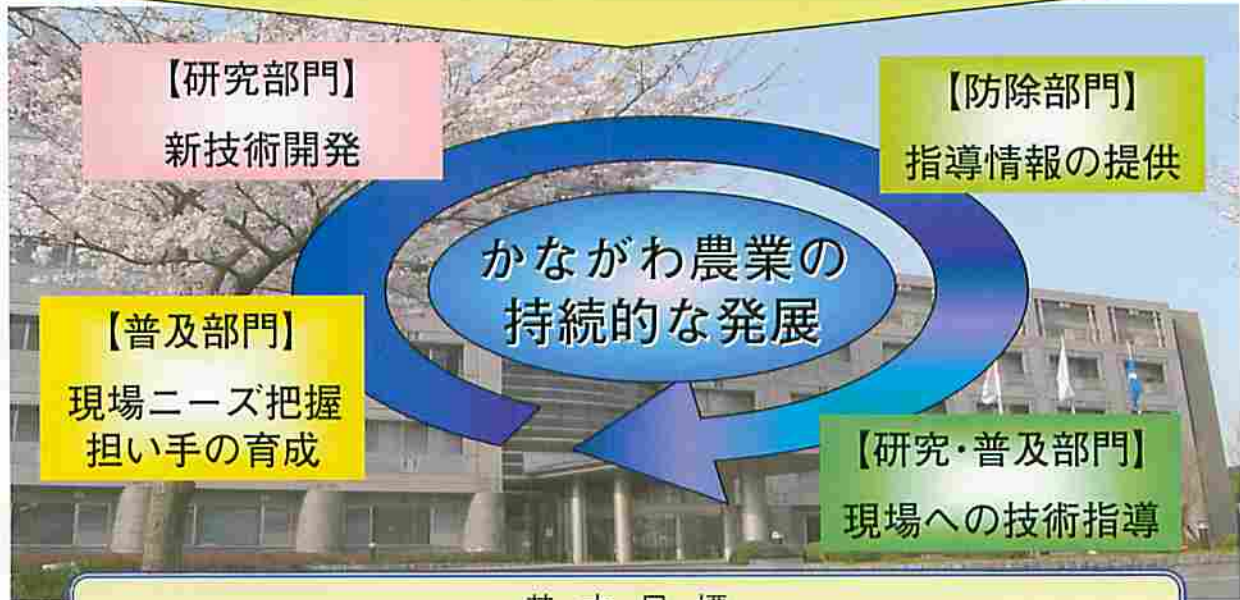 【研究部門】
新技術開発
【防除部門】
指導情報の提供
かながわ農業の
持続的な発展
【普及部門】
現場ニーズ把握
担い手の育成
【研究・普及部門】
現場への技術指導